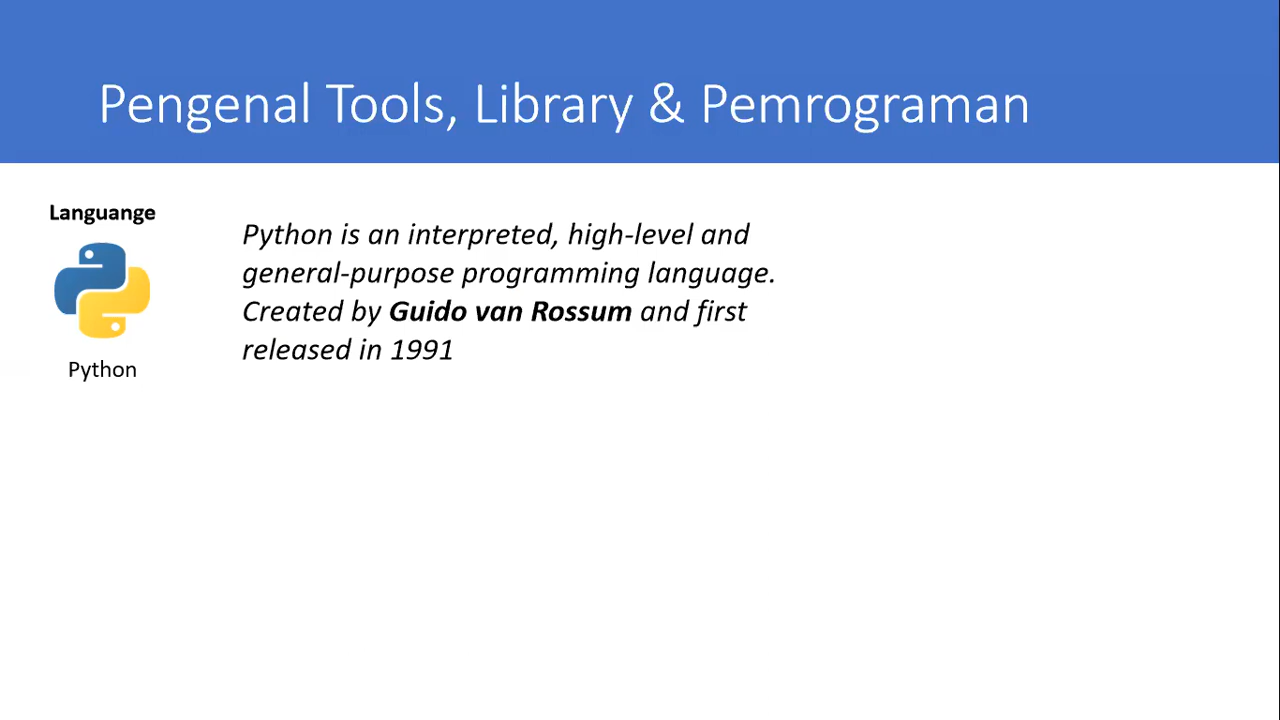 Pengenal Tools, Library & Pemrograman
Languange
Python is an interpreted, high-level and
general-purpose programming language.
Created by Guido van Rossum and first
released in 1991
Python